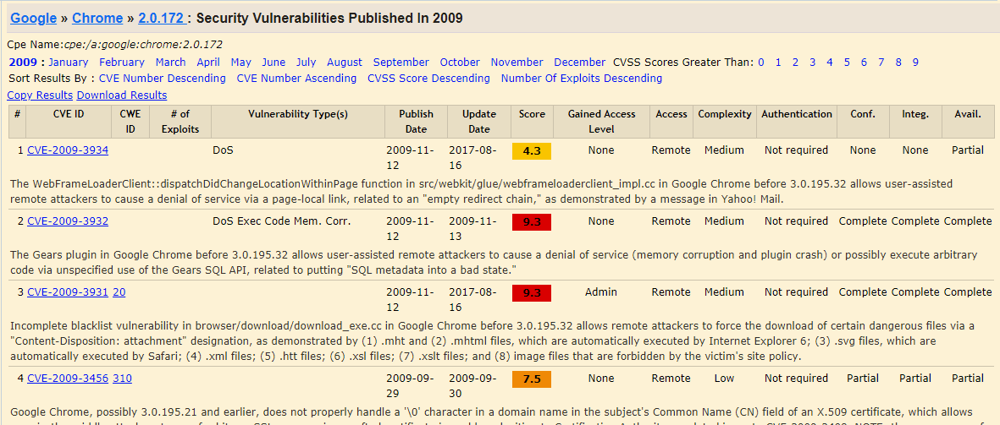 Google » Chrome » 2.0.172 : Security Vulnerabilities Published In 2009
Cpe Name:cpe:/a:google:chrome:2.0.172
2009 : January February March April May June July August September October November December CVSS Scores Greater Than: 0 1 2 3 4 5 6 7 8 9
Sort Results By : CVE Number Descending CVE Number Ascending CVSS Score Descending Number Of Exploits Descending
Copy Results Download Results
# CVE ID CWE ID # of Exploits Vulnerability Type(s) Publish Date Update Date Score Gained Access Level Access Complexity Authentication Conf. Integ. Avail.
1 CVE-2009-3934 DoS 2009-11-12 2017-08-16 4.3 None Remote Medium Not required None None Partial
The WebFrameLoaderClient::dispatchDidChangeLocationWithinPage function in src/webkit/glue/webframeloaderclient_impl.cc in Google Chrome before 3.0.195.32 allows user-assisted
remote attackers to cause a denial of service via a page-local link, related to an "empty redirect chain," as demonstrated by a message in Yahoo! Mail.
2 CVE-2009-3932 DoS Exec Code Mem. Corr. 2009-11-12 2009-11-13 9.3 None Remote Medium Not required Complete Complete Complete
The Gears plugin in Google Chrome before 3.0.195.32 allows user-assisted remote attackers to cause a denial of service (memory corruption and plugin crash) or possibly execute arbitrary
code via unspecified use of the Gears SQL API, related to putting "SQL metadata into a bad state."
3 CVE-2009-3931 20 2009-11-12 2017-08-16 9.3 Admin Remote Medium Not required Complete Complete Complete
Incomplete blacklist vulnerability in browser/download/download_exe.cc in Google Chrome before 3.0.195.32 allows remote attackers to force the download of certain dangerous files via a
"Content-Disposition: attachment" designation, as demonstrated by (1) .mht and (2) .mhtml files, which are automatically executed by Internet Explorer 6; (3) .svg files, which are
automatically executed by Safari; (4) .xml files; (5) .htt files; (6) .xsl files; (7) .xslt files; and (8) image files that are forbidden by the victim's site policy.
4 CVE-2009-3456 310 2009-09-29 2009-09-30 7.5 None Remote Low Not required Partial Partial Partial
Google Chrome, possibly 3.0.195.21 and earlier, does not properly handle a '\0' character in a domain name in the subject's Common Name (CN) field of an X.509 certificate, which allows